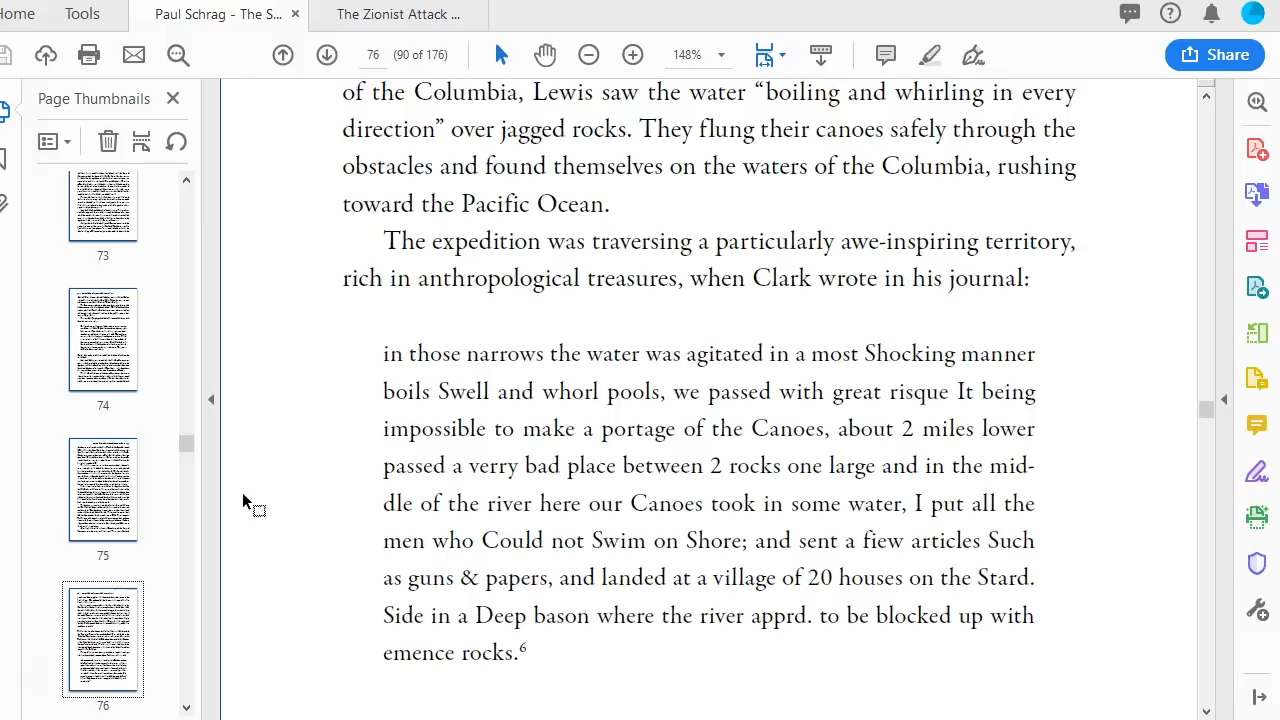 Home
Tools
Paul Schrag - The S...
The Zionist Attack ...
76
(90 of 176)
148%
Share
Page Thumbnails
73
74
75
76
of the Columbia, Lewis saw the water “boiling and whirling in every
direction” over jagged rocks. They flung their canoes safely through the
obstacles and found themselves on the waters of the Columbia, rushing
toward the Pacific Ocean.
The expedition was traversing a particularly awe-inspiring territory,
rich in anthropological treasures, when Clark wrote in his journal:
in those narrows the water was agitated in a most Shocking manner
boils Swell and whorl pools, we passed with great risque It being
impossible to make a portage of the Canoes, about 2 miles lower
passed a verry bad place between 2 rocks one large and in the mid-
dle of the river here our Canoes took in some water, I put all the
men who Could not Swim on Shore; and sent a fiew articles Such
as guns & papers, and landed at a village of 20 houses on the Stard.
Side in a Deep bason where the river apprd. to be blocked up with
emence rocks.⁶